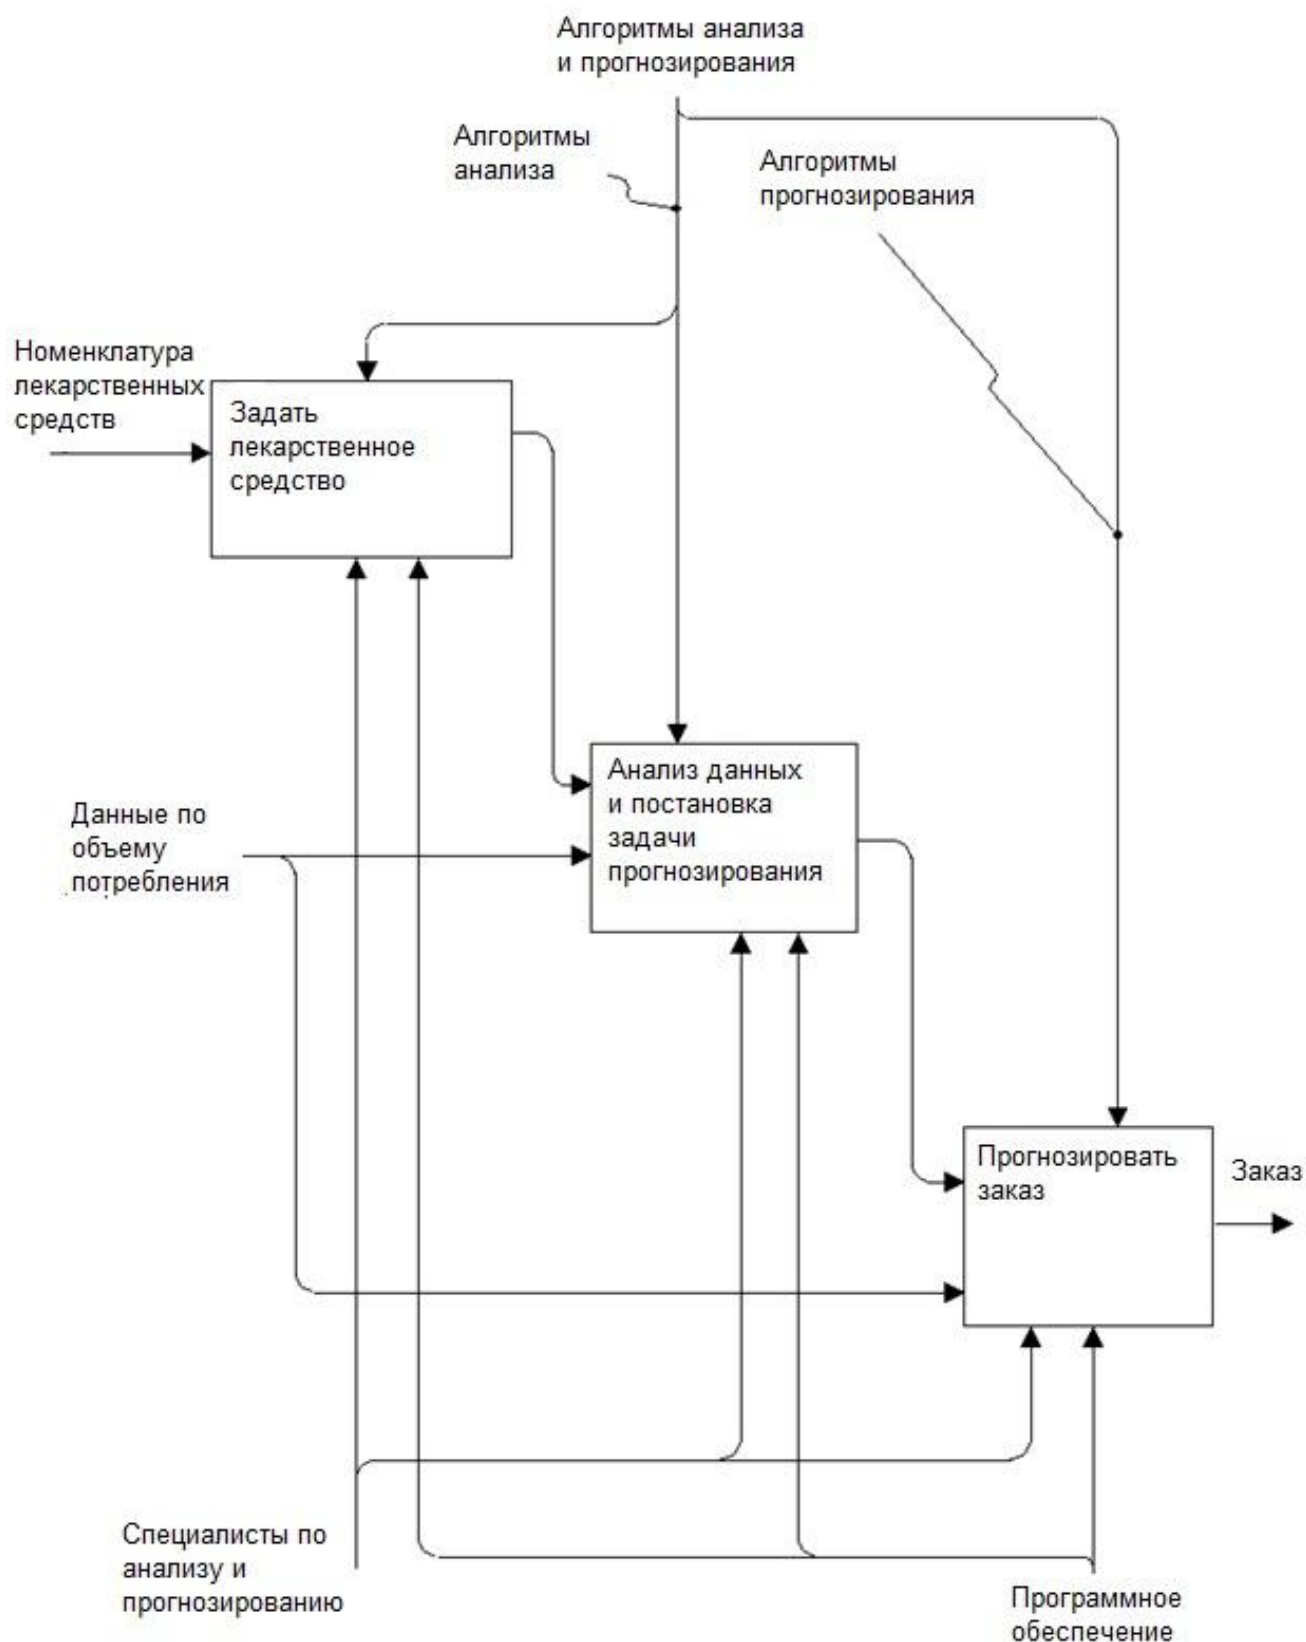 Алгоритмы анализа
и прогнозирования
Алгоритмы
анализа
Алгоритмы
прогнозирования
Номенклатура
лекарственных
средств
Задать
лекарственное
средство
Анализ данных
и постановка
задачи
прогнозирования
Данные по
объему
потребления
Прогнозировать
заказ
Заказ
Специалисты по
анализу и
прогнозированию
Программное
обеспечение